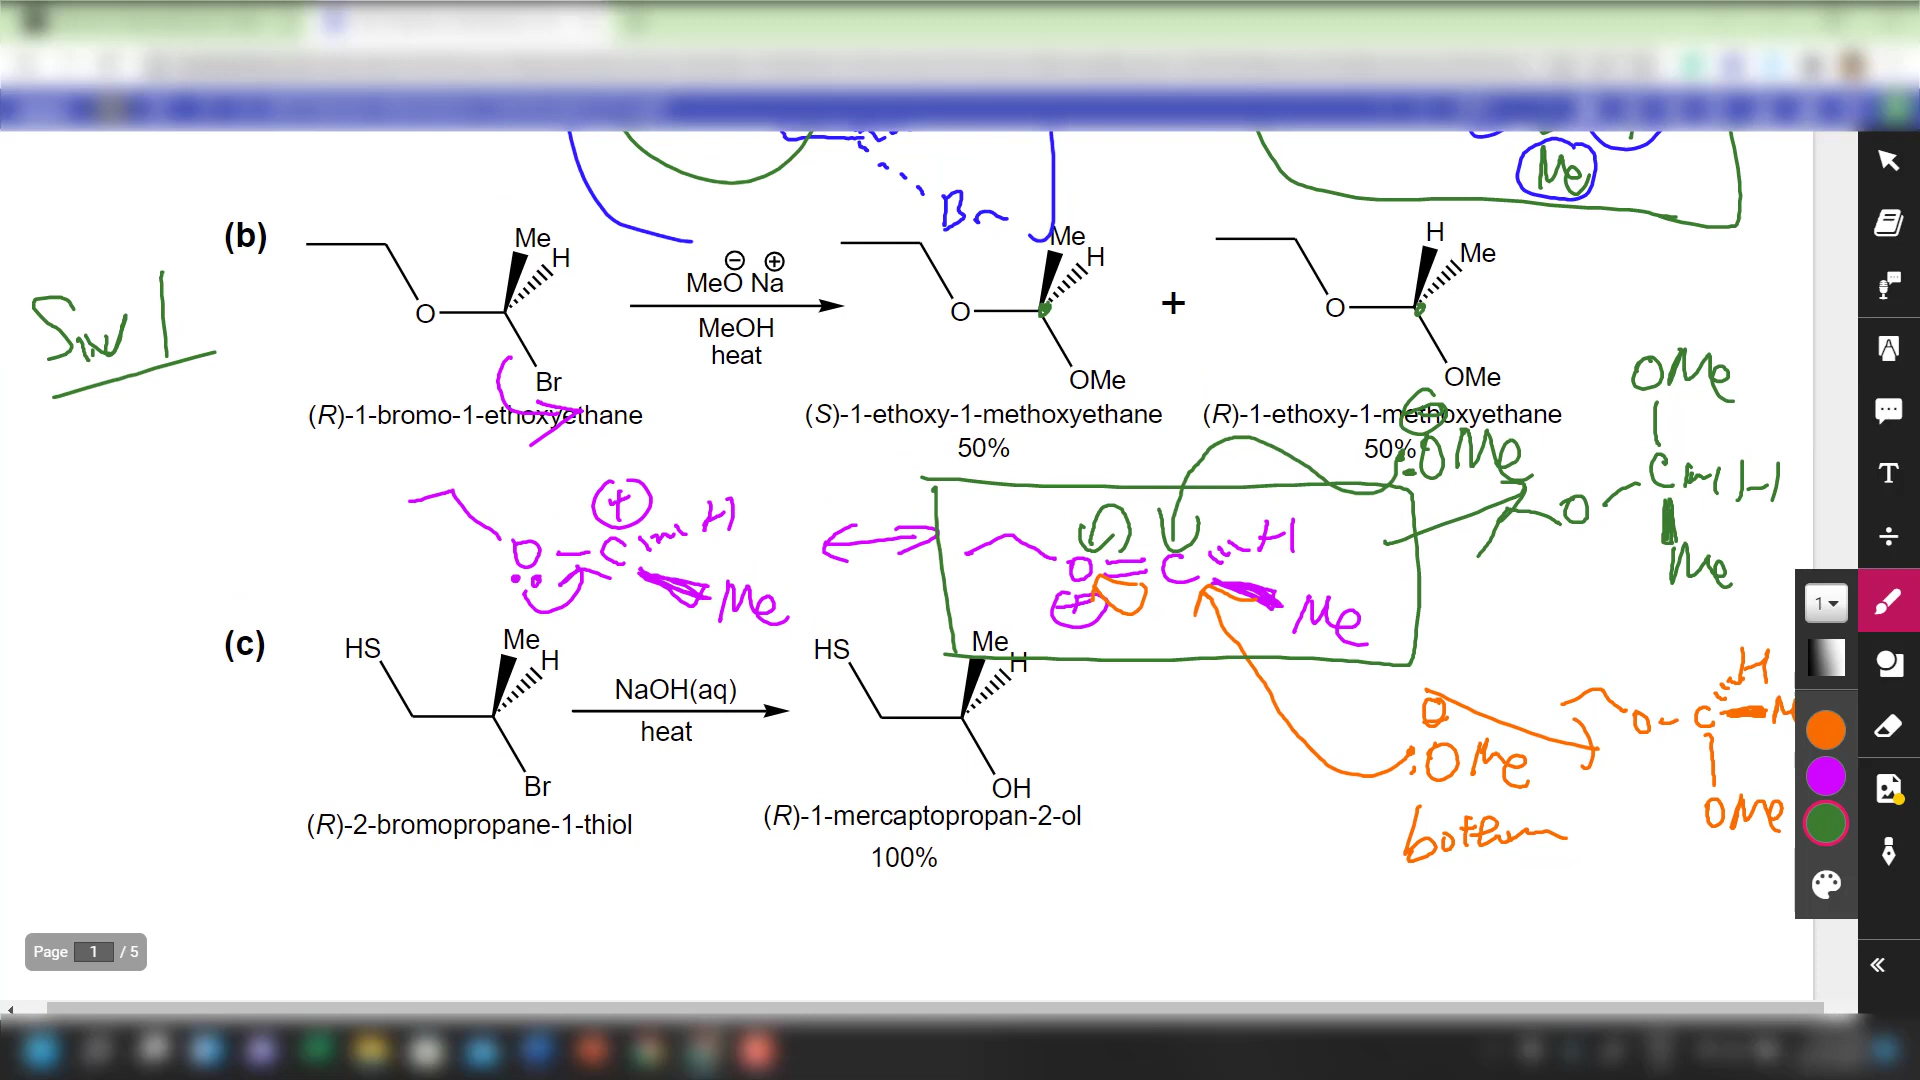 Br
Me
(b)
Me
H
O
Br
(R)-1-bromo-1-ethoxyethane
⊖ ⊕
MeO Na
MeOH
heat
Me
H
O
OMe
(S)-1-ethoxy-1-methoxyethane
50%
+
H
Me
O
OMe
(R)-1-ethoxy-1-methoxyethane
50%
SN1
O – C
+
H
Me
O = C
+
H
Me
⊖
:OMe
OMe
O C H
Me
(c)
HS
Me
H
Br
(R)-2-bromopropane-1-thiol
NaOH(aq)
heat
HS
Me
H
OH
(R)-1-mercaptopropan-2-ol
100%
:OMe
bottom
H
O - C M
OMe
Page 1 / 5
1
T